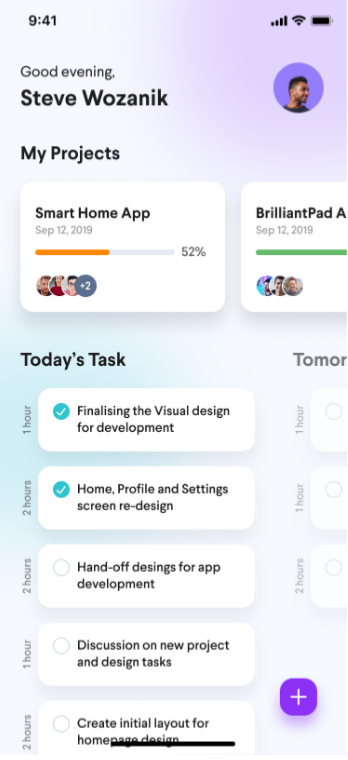 9:41
Good evening,
Steve Wozanik
My Projects
Smart Home App
Sep 12, 2019
52%
+2
BrilliantPad A
Sep 12, 2019
Today's Task
1 hour
Finalising the Visual design
for development
2 hours
Home, Profile and Settings
screen re-design
2 hours
Hand-off desings for app
development
1 hour
Discussion on new project
and design tasks
2 hours
Create initial layout for
homepage design
Tomor
1 hour
1 hour
2 hours